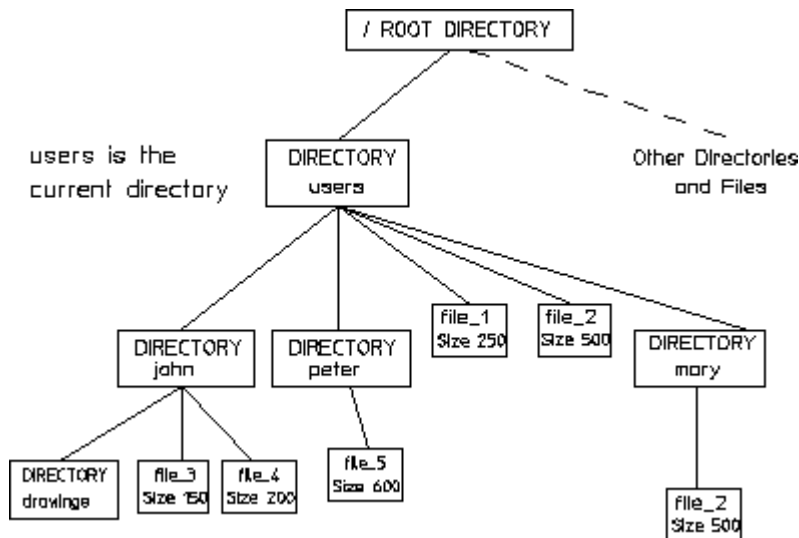 / ROOT DIRECTORY
users is the
current directory
DIRECTORY
users
Other Directories
and Files
DIRECTORY
john
DIRECTORY
peter
file_1
Size 250
file_2
Size 500
DIRECTORY
mary
DIRECTORY
drawings
file_3
Size 150
file_4
Size 200
file_5
Size 600
file_2
Size 500